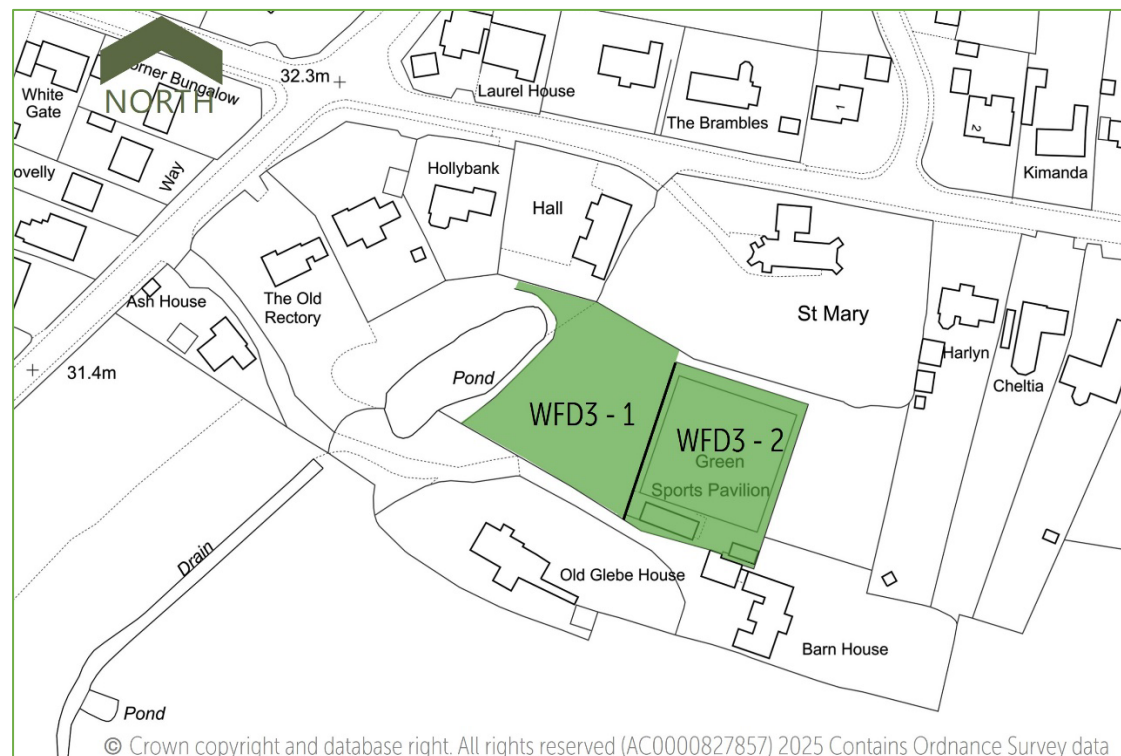 32.3m
Laurel House
The Brambles
1
2
Kimanda
White
Gate
orner Bungalow
NORTH
ovelly
Way
Hollybank
Hall
St Mary
Ash House
The Old
Rectory
31.4m
Pond
Harlyn
Cheltia
WFD3 - 1
WFD3 - 2
Green
Sports Pavilion
Drain
Old Glebe House
Barn House
Pond
© Crown copyright and database right. All rights reserved (AC0000827857) 2025 Contains Ordnance Survey data